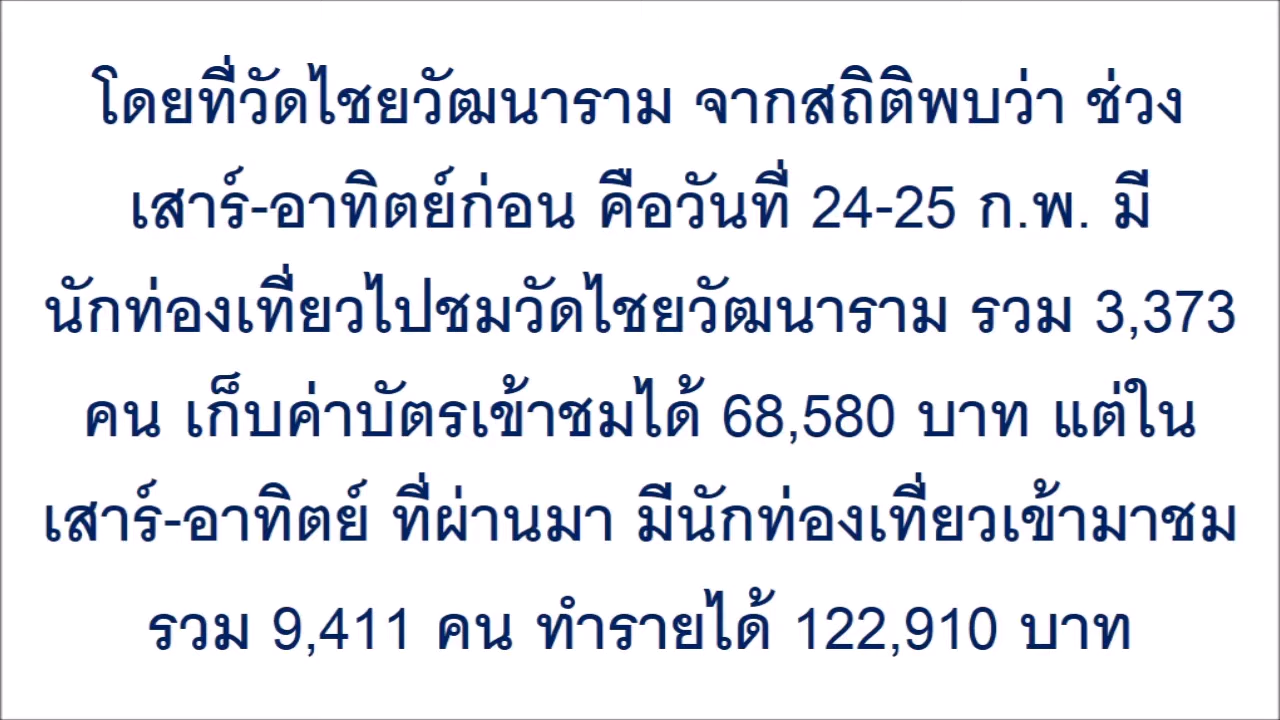 โดยที่วัดไชยวัฒนาราม จากสถิติพบว่า ช่วง
เสาร์-อาทิตย์ก่อน คือวันที่ 24-25 ก.พ. มี
นักท่องเที่ยวไปชมวัดไชยวัฒนาราม รวม 3,373
คน เก็บค่าบัตรเข้าชมได้ 68,580 บาท แต่ใน
เสาร์-อาทิตย์ ที่ผ่านมา มีนักท่องเที่ยวเข้ามาชม
รวม 9,411 คน ทำรายได้ 122,910 บาท